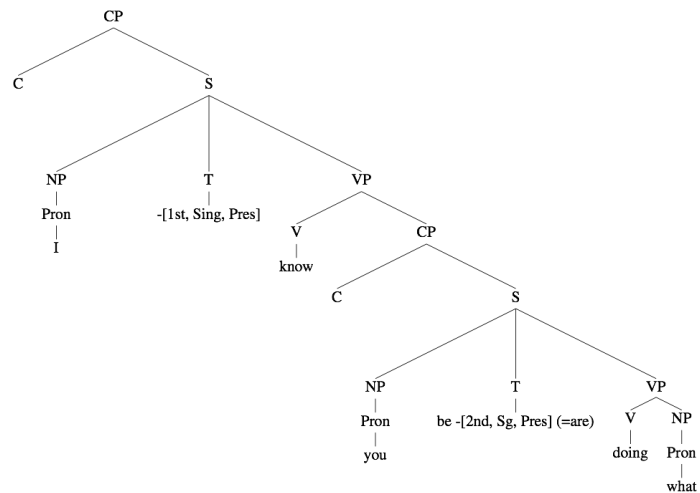 CP
C S
NP T VP
Pron -[1st, Sing, Pres]
I
V CP
know
C S
NP T VP
Pron be -[2nd, Sg, Pres] (=are) V NP
you doing Pron
what